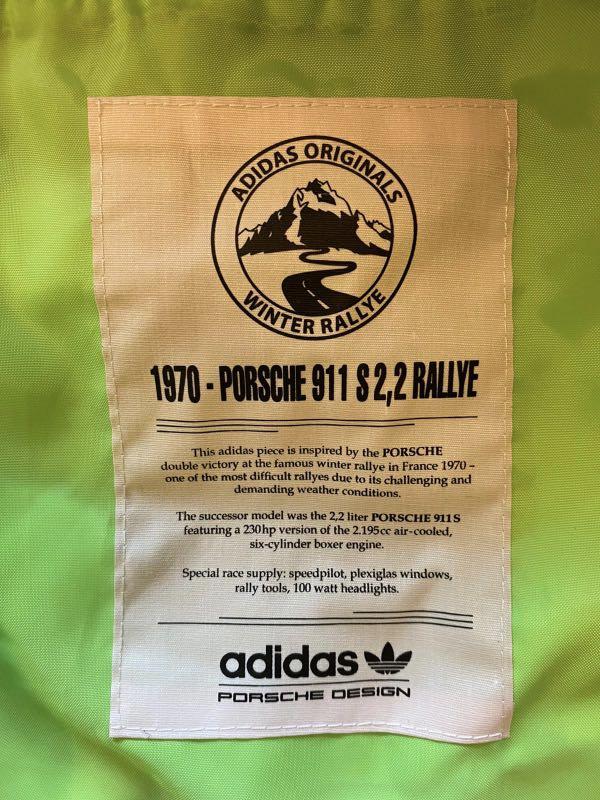 ADIDAS ORIGINALS
WINTER RALLYE
1970 - PORSCHE 911 S 2,2 RALLYE
This adidas piece is inspired by the PORSCHE
double victory at the famous winter rallye in France 1970 –
one of the most difficult rallyes due to its challenging and
demanding weather conditions.
The successor model was the 2,2 liter PORSCHE 911 S
featuring a 230hp version of the 2.195cc air-cooled,
six-cylinder boxer engine.
Special race supply: speedpilot, plexiglas windows,
rally tools, 100 watt headlights.
adidas
PORSCHE DESIGN